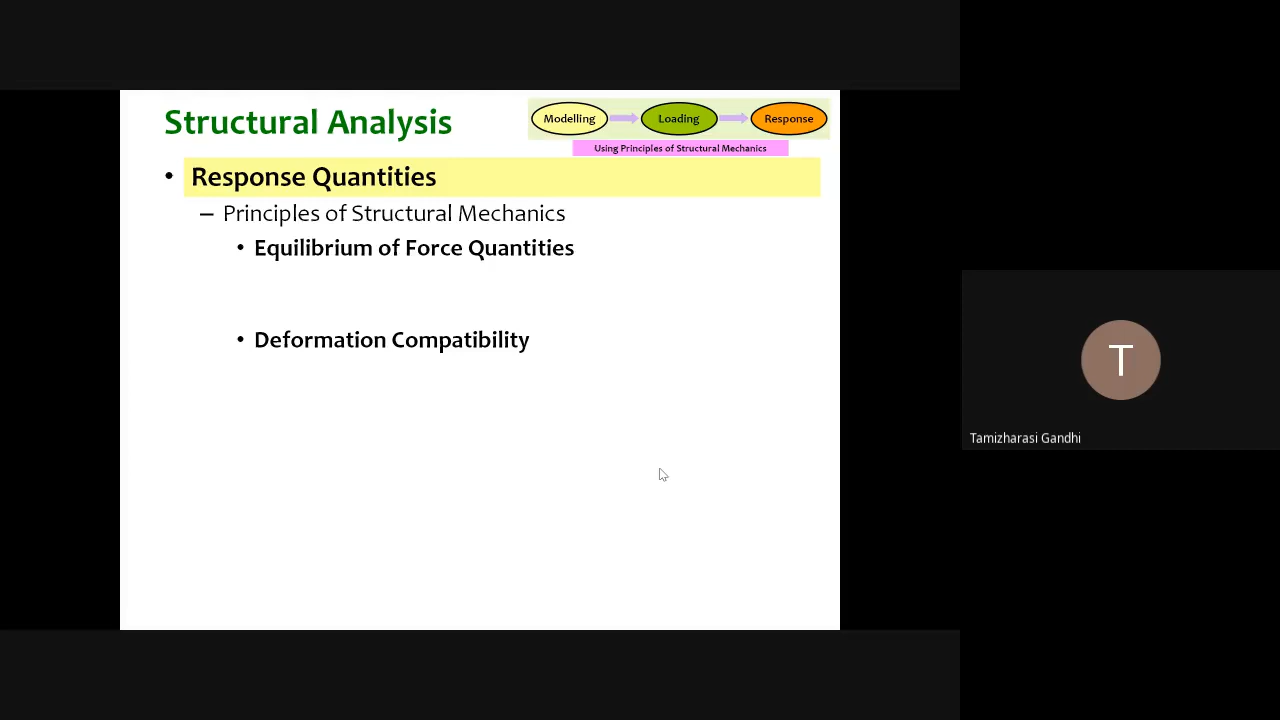 Structural Analysis
Modelling
Loading
Response
Using Principles of Structural Mechanics
• Response Quantities
– Principles of Structural Mechanics
• Equilibrium of Force Quantities
• Deformation Compatibility
T
Tamizharasi Gandhi